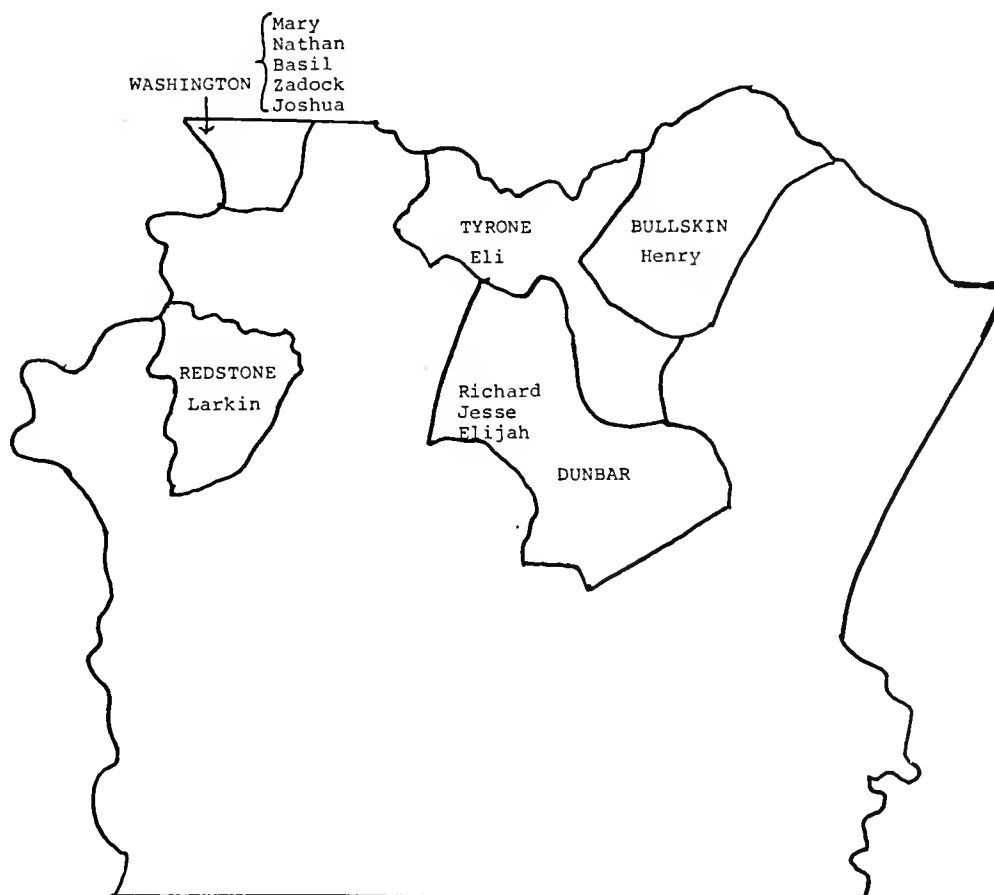 Mary
Nathan
Basil
WASHINGTON
Zadock
Joshua
TYRONE
Eli
BULLSKIN
Henry
REDSTONE
Larkin
Richard
Jesse
Elijah
DUNBAR